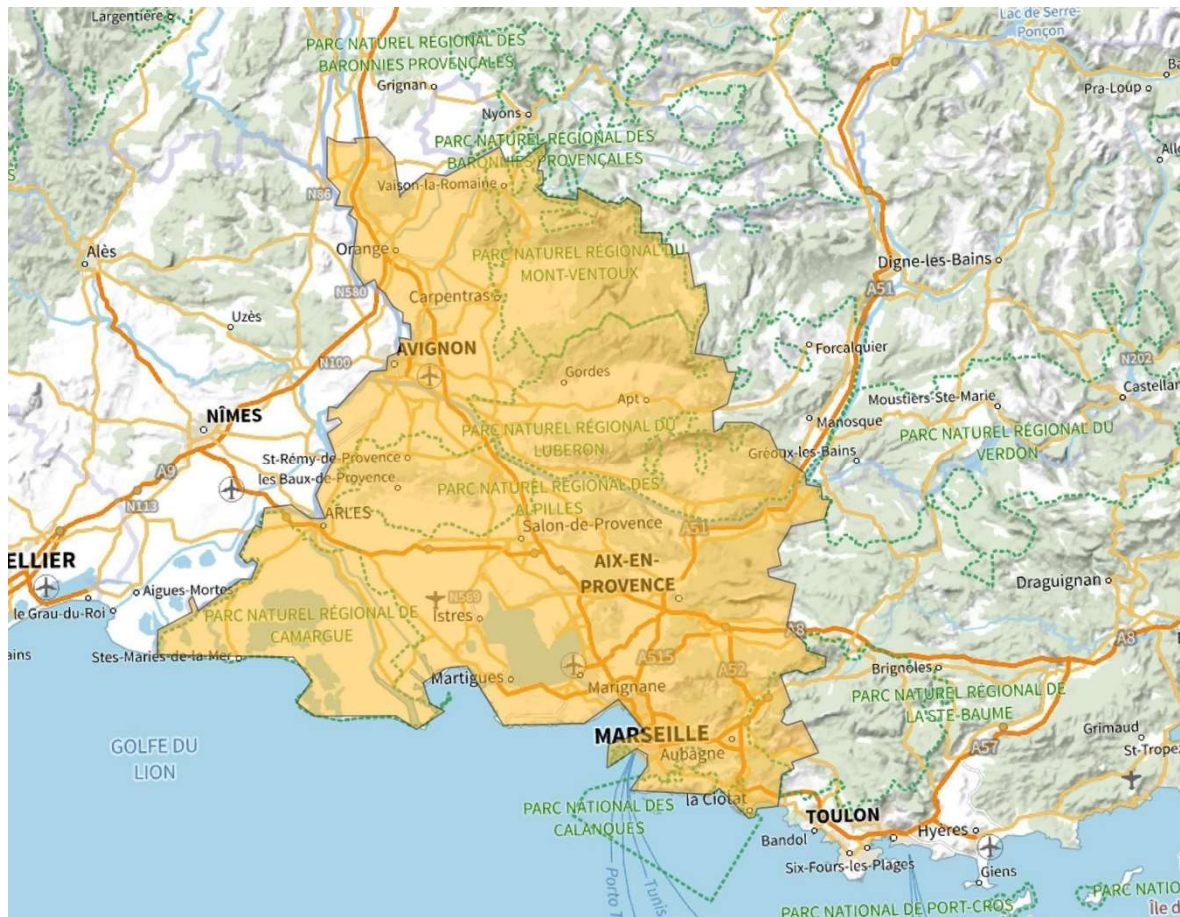 Largentière
Lac de Serre-
Ponçon
PARC NATUREL RÉGIONAL DES
BARONNIES PROVENÇALES
Grignan
Pra-Loup
Nyons
PARC NATUREL RÉGIONAL DES
BARONNIES PROVENÇALES
Vaison-la-Romaine
N86
Orange
PARC NATUREL RÉGIONAL DU
MONT-VENTOUX
Alès
Digne-les-Bains
N580
Carpentras
A51
Uzès
AVIGNON
Forcalquier
N100
N202
Gordes
Castellan
Apt
Moustiers-Ste-Marie
NÎMES
Manosque
PARC NATUREL RÉGIONAL DU
LUBERON
PARC NATUREL RÉGIONAL DU
VERDON
St-Rémy-de-Provence
Gréoux-les-Bains
A9
les Baux-de-Provence
PARC NATUREL RÉGIONAL DES
ALPILLES
N113
ARLES
Salon-de-Provence
A51
ELLIER
AIX-EN-
PROVENCE
Draguignan
Aigues-Mortes
N569
le Grau-du-Roi
PARC NATUREL RÉGIONAL DE
CAMARGUE
Istres
A8
A8
ains
Stes-Maries-de-la-Mer
A515
A52
Brignoles
Martigues
Marignane
PARC NATUREL RÉGIONAL DE
LA STE-BAUME
MARSEILLE
Grimaud
GOLFE DU
LION
Aubagne
A57
St-Tropez
PARC NATIONAL DES
CALANQUES
la Ciotat
TOULON
Bandol
Hyères
Six-Fours-les-Plages
Giens
Porto T
Tunis
PARC NATIO
PARC NATIONAL DE PORT-CROS
Île d